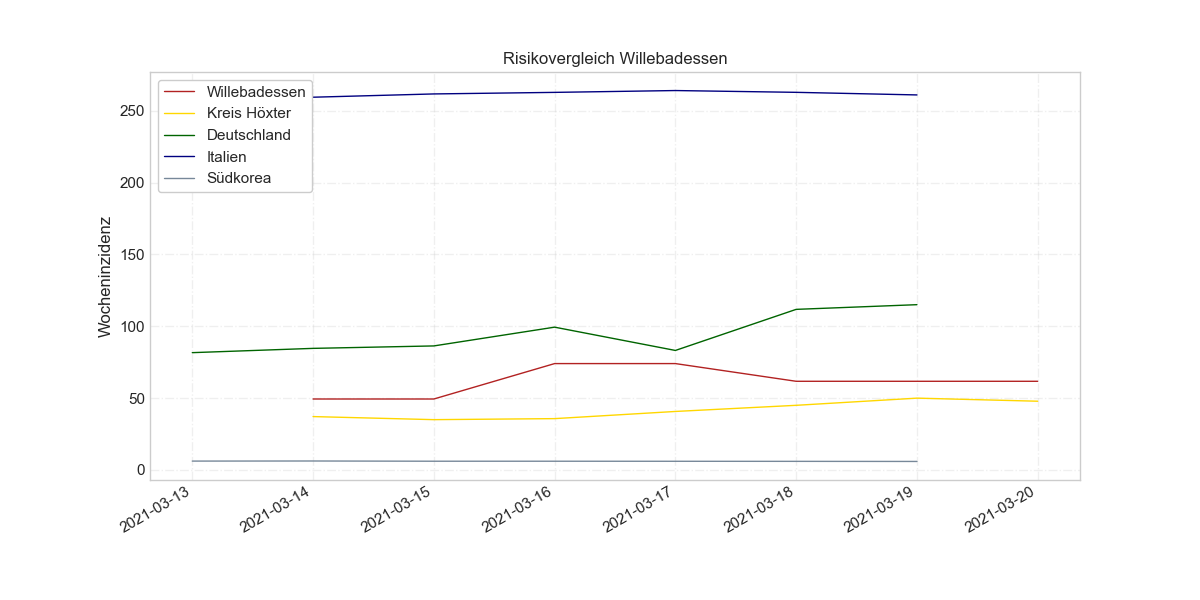 Risikovergleich Willebadessen
Willebadessen
Kreis Höxter
Deutschland
Italien
Südkorea
Wocheninzidenz
250
200
150
100
50
0
2021-03-13
2021-03-14
2021-03-15
2021-03-16
2021-03-17
2021-03-18
2021-03-19
2021-03-20